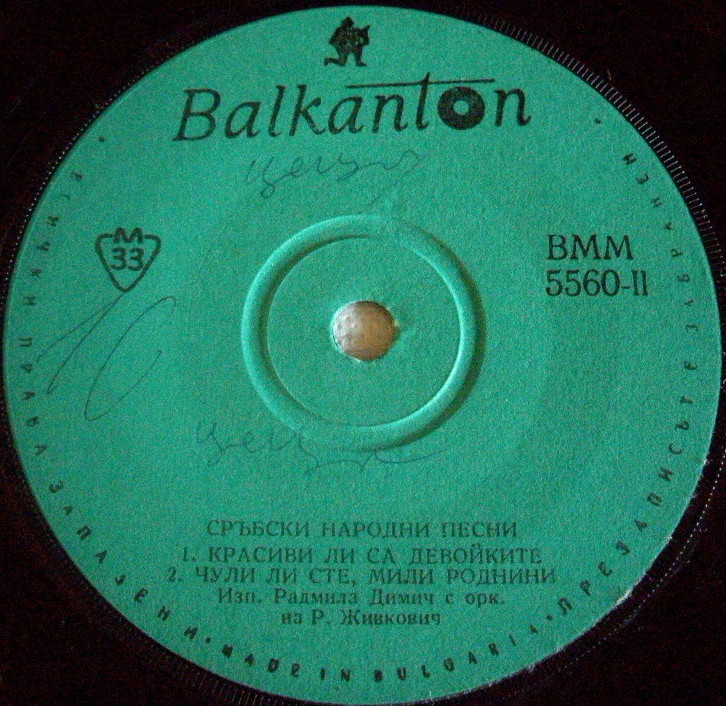 Balkanton
М
33
ВММ
5560-II
СРЪБСКИ НАРОДНИ ПЕСНИ
1. КРАСИВИ ЛИ СА ДЕВОЙКИТЕ
2. ЧУЛИ ЛИ СТЕ, МИЛИ РОДНИНИ
Изп. Радмила Димич с орк.
на Р. Живкович
ВСИЧКИ ПРАВА ЗАПАЗЕНИ • MADE IN BULGARIA • ПРЕЗАПИСЪТ Е ЗАБРАНЕН